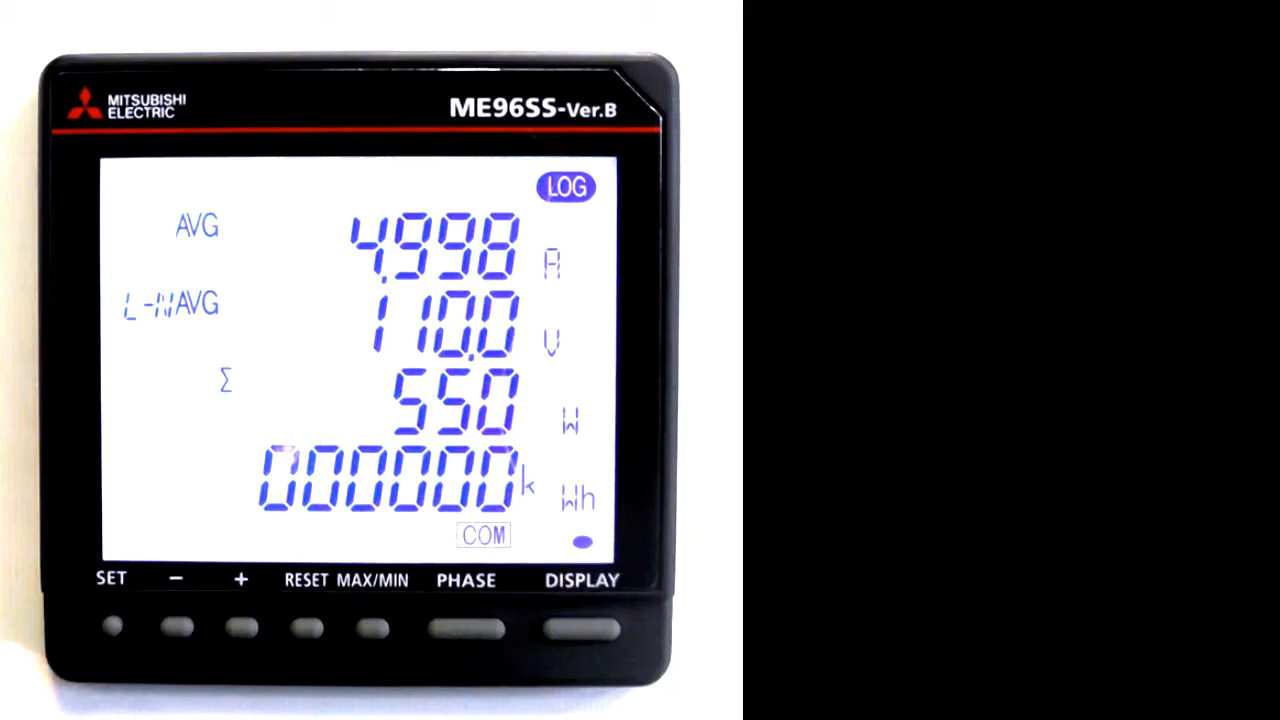 MITSUBISHI
ELECTRIC
ME96SS-Ver.B
LOG
AVG 4.998 A
L-N AVG 110.0 V
Σ 550 W
000000 k Wh
COM
SET − + RESET MAX/MIN PHASE DISPLAY